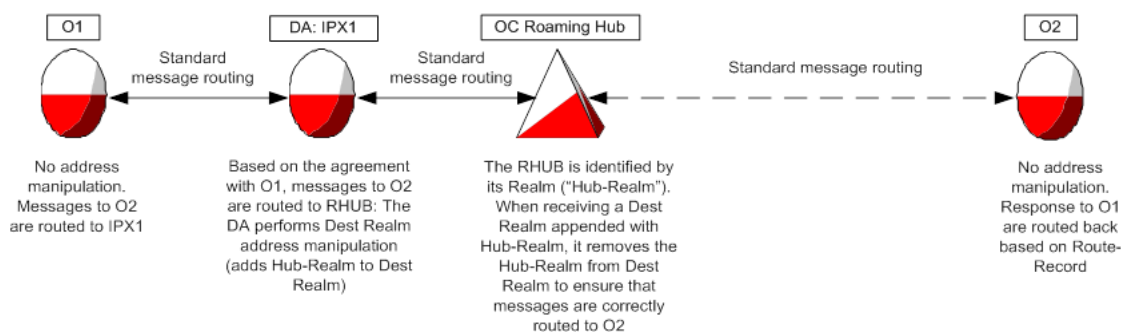 O1
DA: IPX1
OC Roaming Hub
O2
Standard
message routing
Standard
message routing
Standard message routing
No address
manipulation.
Messages to O2
are routed to IPX1
Based on the agreement
with O1, messages to O2
are routed to RHUB: The
DA performs Dest Realm
address manipulation
(adds Hub-Realm to Dest
Realm)
The RHUB is identified by
its Realm (“Hub-Realm”).
When receiving a Dest
Realm appended with
Hub-Realm, it removes the
Hub-Realm from Dest
Realm to ensure that
messages are correctly
routed to O2
No address
manipulation.
Response to O1
are routed back
based on Route-
Record